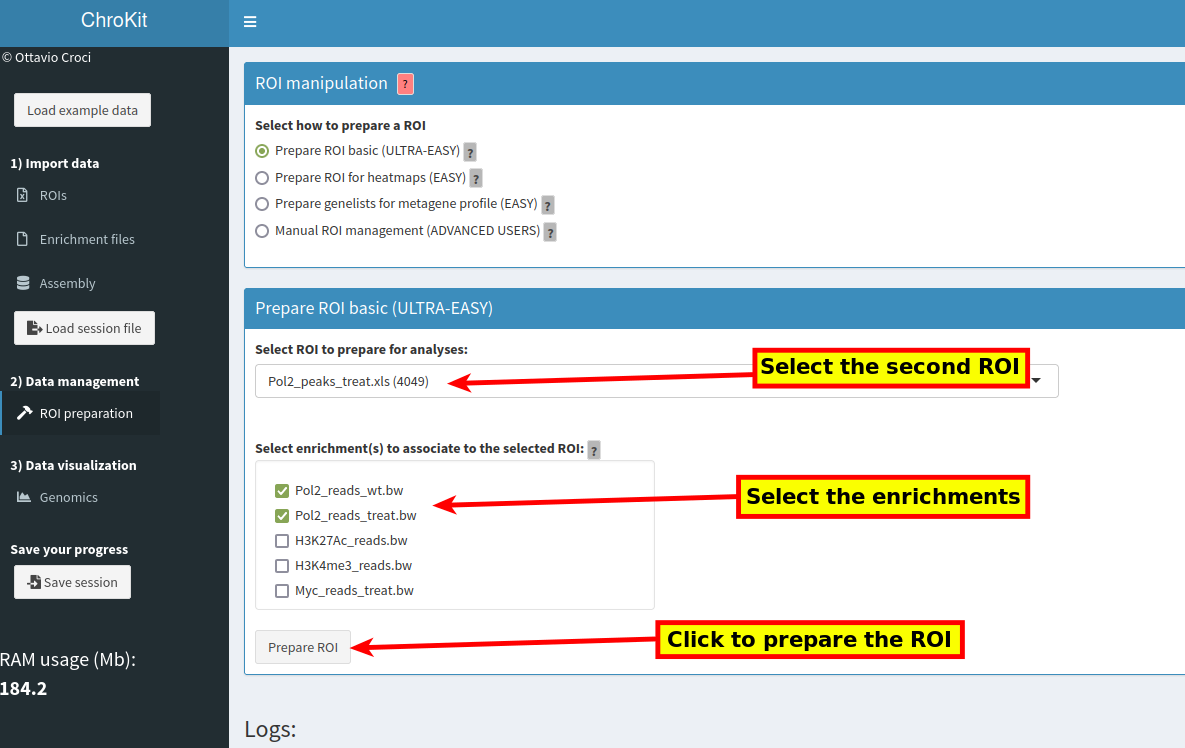 ChroKit
© Ottavio Croci
Load example data
1) Import data
ROIs
Enrichment files
Assembly
Load session file
2) Data management
ROI preparation
3) Data visualization
Genomics
Save your progress
Save session
RAM usage (Mb):
184.2
ROI manipulation ?
Select how to prepare a ROI
Prepare ROI basic (ULTRA-EASY) ?
Prepare ROI for heatmaps (EASY) ?
Prepare genelists for metagene profile (EASY) ?
Manual ROI management (ADVANCED USERS) ?
Prepare ROI basic (ULTRA-EASY)
Select ROI to prepare for analyses:
Pol2_peaks_treat.xls (4049)
Select the second ROI
Select enrichment(s) to associate to the selected ROI: ?
Pol2_reads_wt.bw
Pol2_reads_treat.bw
H3K27Ac_reads.bw
H3K4me3_reads.bw
Myc_reads_treat.bw
Select the enrichments
Prepare ROI
Click to prepare the ROI
Logs: